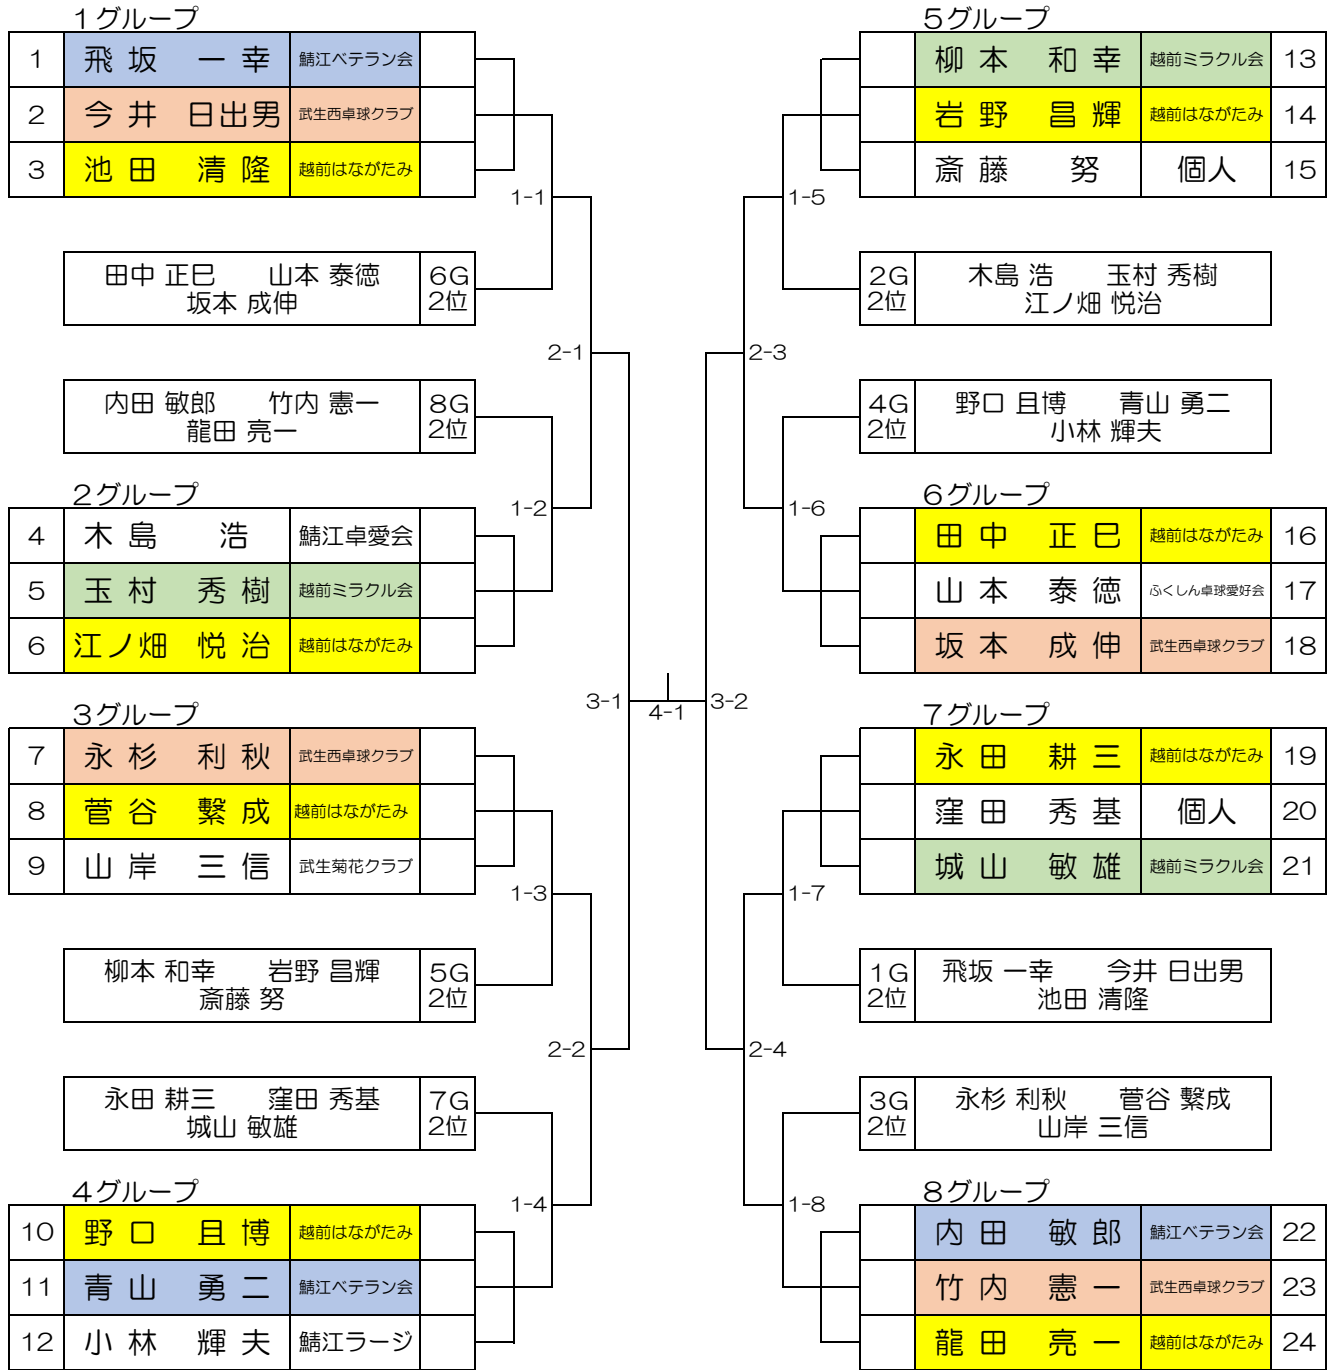 1グループ
1 飛坂 一幸 鯖江ベテラン会
2 今井 日出男 武生西卓球クラブ
3 池田 清隆 越前はながたみ
1-1
田中 正巳 山本 泰徳
坂本 成伸
6G
2位
2-1
内田 敏郎 竹内 憲一
龍田 亮一
8G
2位
2グループ
1-2
4 木島 浩 鯖江卓愛会
5 玉村 秀樹 越前ミラクル会
6 江ノ畑 悦治 越前はながたみ
3-1
4-1
3-2
3グループ
7 永杉 利秋 武生西卓球クラブ
8 菅谷 繋成 越前はながたみ
9 山岸 三信 武生菊花クラブ
1-3
柳本 和幸 岩野 昌輝
斎藤 努
5G
2位
2-2
永田 耕三 窪田 秀基
城山 敏雄
7G
2位
4グループ
1-4
10 野口 且博 越前はながたみ
11 青山 勇二 鯖江ベテラン会
12 小林 輝夫 鯖江ラージ
5グループ
柳本 和幸 越前ミラクル会 13
岩野 昌輝 越前はながたみ 14
斎藤 努 個人 15
1-5
2G
2位
木島 浩 玉村 秀樹
江ノ畑 悦治
2-3
4G
2位
野口 且博 青山 勇二
小林 輝夫
6グループ
1-6
田中 正巳 越前はながたみ 16
山本 泰徳 ふくしん卓球愛好会 17
坂本 成伸 武生西卓球クラブ 18
7グループ
永田 耕三 越前はながたみ 19
窪田 秀基 個人 20
城山 敏雄 越前ミラクル会 21
1-7
1G
2位
飛坂 一幸 今井 日出男
池田 清隆
2-4
3G
2位
永杉 利秋 菅谷 繋成
山岸 三信
8グループ
1-8
内田 敏郎 鯖江ベテラン会 22
竹内 憲一 武生西卓球クラブ 23
龍田 亮一 越前はながたみ 24